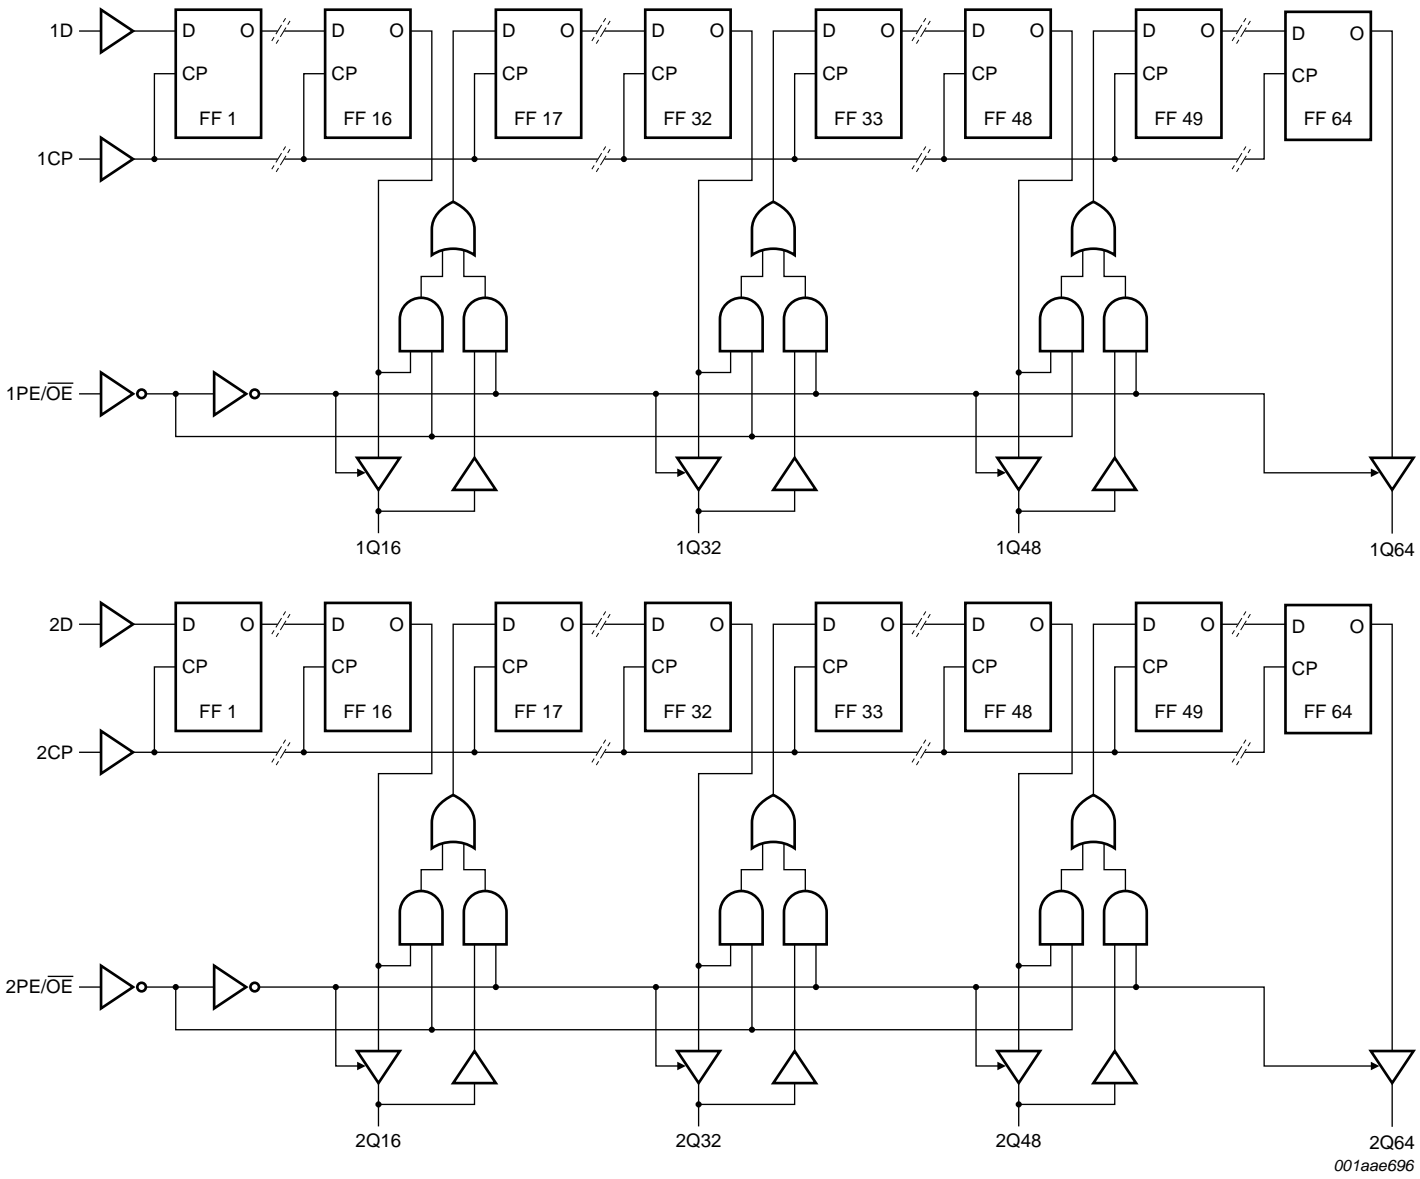 1D D O D O D O D O D O D O D O D O
CP CP CP CP CP CP CP CP
FF 1 FF 16 FF 17 FF 32 FF 33 FF 48 FF 49 FF 64
1CP
1PE/O̅E̅
1Q16 1Q32 1Q48 1Q64
2D D O D O D O D O D O D O D O D O
CP CP CP CP CP CP CP CP
FF 1 FF 16 FF 17 FF 32 FF 33 FF 48 FF 49 FF 64
2CP
2PE/O̅E̅
2Q16 2Q32 2Q48 2Q64
001aae696